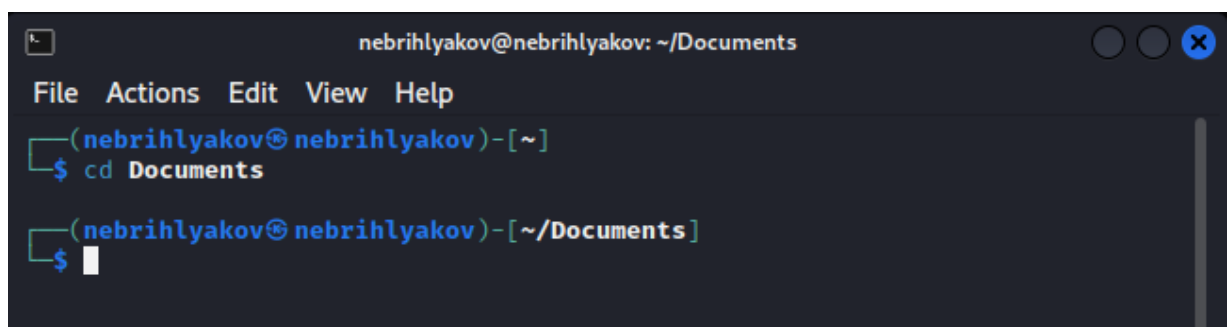 nebrihlyakov@nebrihlyakov: ~/Documents
File Actions Edit View Help
┌──(nebrihlyakov㉿nebrihlyakov)-[~]
└─$ cd Documents
┌──(nebrihlyakov㉿nebrihlyakov)-[~/Documents]
└─$